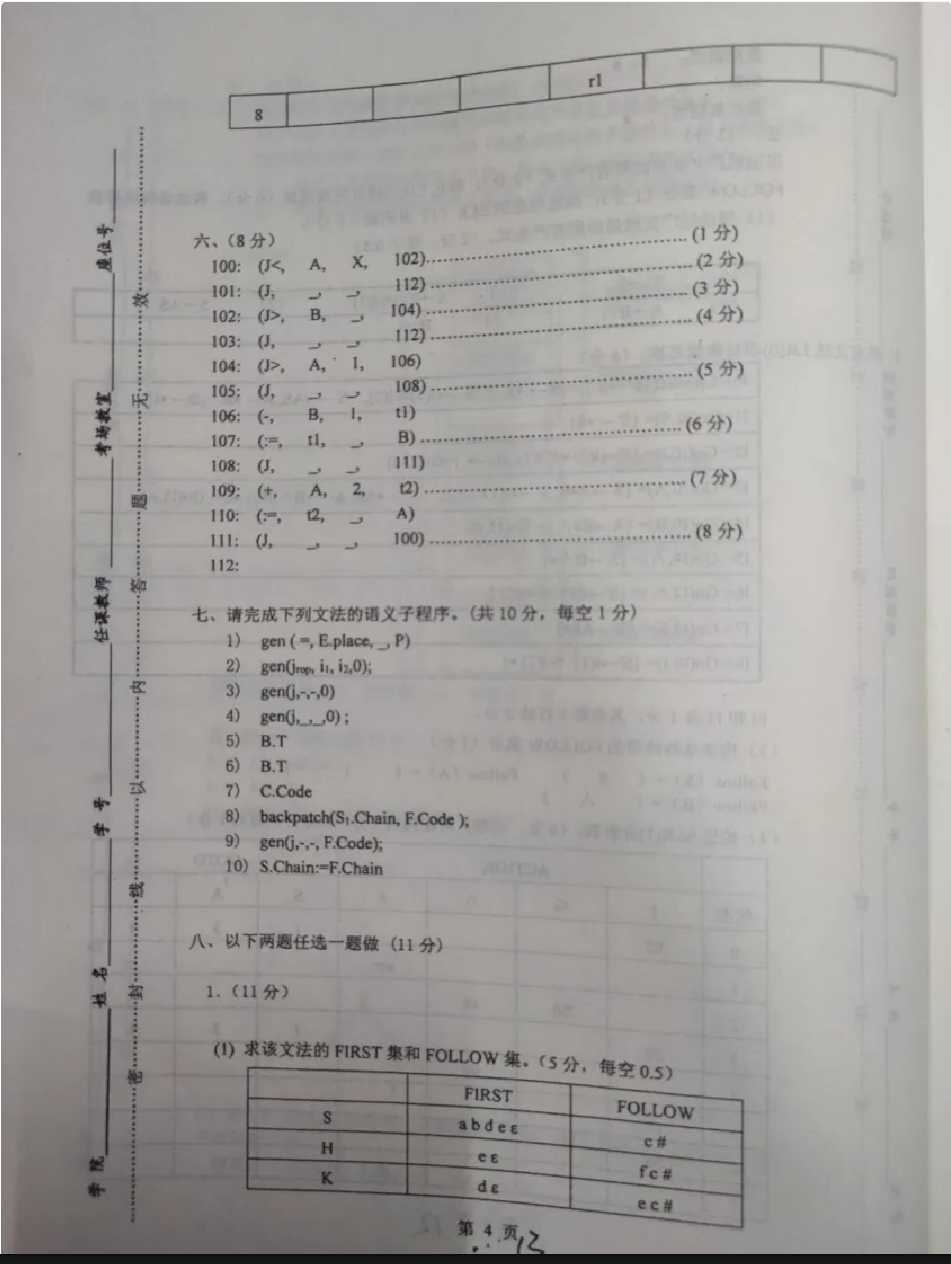 8 r1
六、(8 分)
100: (J<, A, X, 102)……………………(1 分)
101: (J, _, _, 112)……………………(2 分)
102: (J>, B, _, 104)……………………(3 分)
103: (J, _, _, 112)……………………(4 分)
104: (J>, A, 1, 106)
105: (J, _, _, 108)……………………(5 分)
106: (-, B, 1, t1)
107: (:=, t1, _, B)……………………(6 分)
108: (J, _, _, 111)
109: (+, A, 2, t2)……………………(7 分)
110: (:=, t2, _, A)
111: (J, _, _, 100)……………………(8 分)
112:
七、请完成下列文法的语义子程序。(共 10 分，每空 1 分)
1) gen ( =, E.place, _, P)
2) gen(jrop, i1, i2,0);
3) gen(j,-,-,0)
4) gen(j,_,_,0) ;
5) B.T
6) B.T
7) C.Code
8) backpatch(S1.Chain, F.Code );
9) gen(j,-,-, F.Code);
10) S.Chain:=F.Chain
八、以下两题任选一题做 (11 分)
1.（11 分）
(1) 求该文法的 FIRST 集和 FOLLOW 集。（5 分，每空 0.5）
FIRST FOLLOW
S a b d e ε c #
H e ε f c #
K d ε e c #
第 4 页
学 院 姓 名 学 号 任课教师 考场教室 座位号
密 封 线 以 内 答 题 无 效